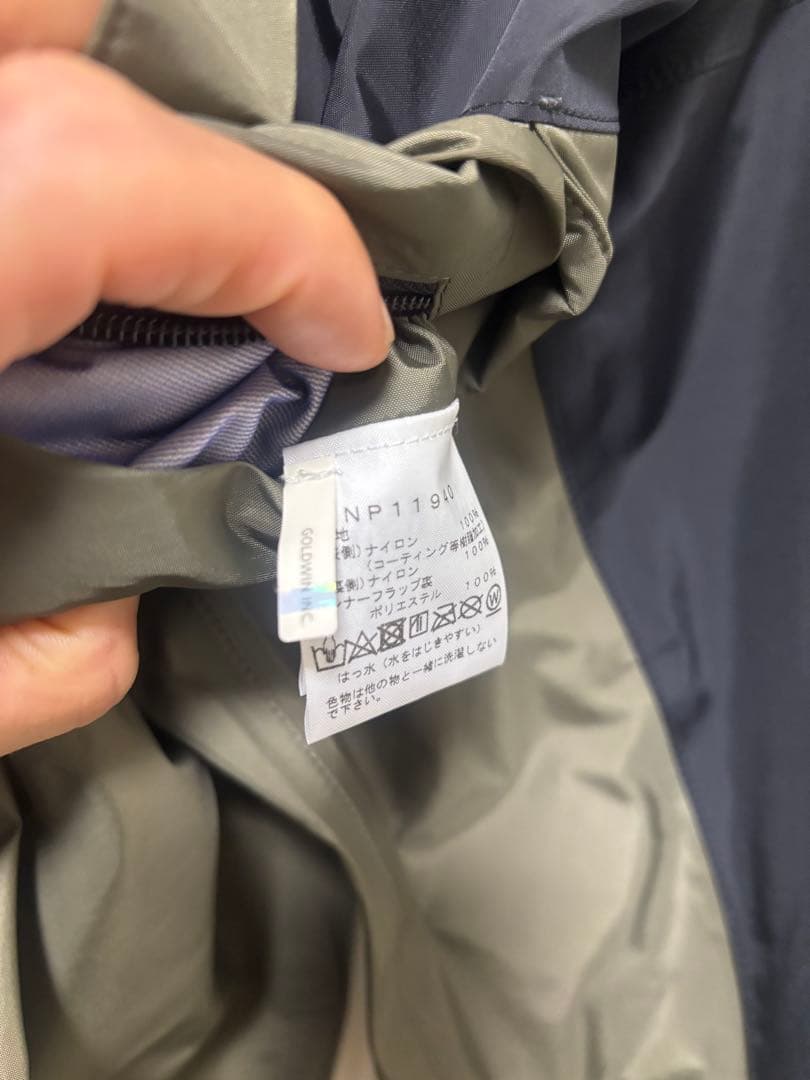 NP11940
地
側)ナイロン 100%
(コーティング等樹脂加工)
側)ナイロン 100%
ンナーフラップ裏
ポリエステル 100%
GOLDWIN INC
はっ水 (水をはじきやすい)
色物は他の物と一緒に洗濯しない
で下さい。